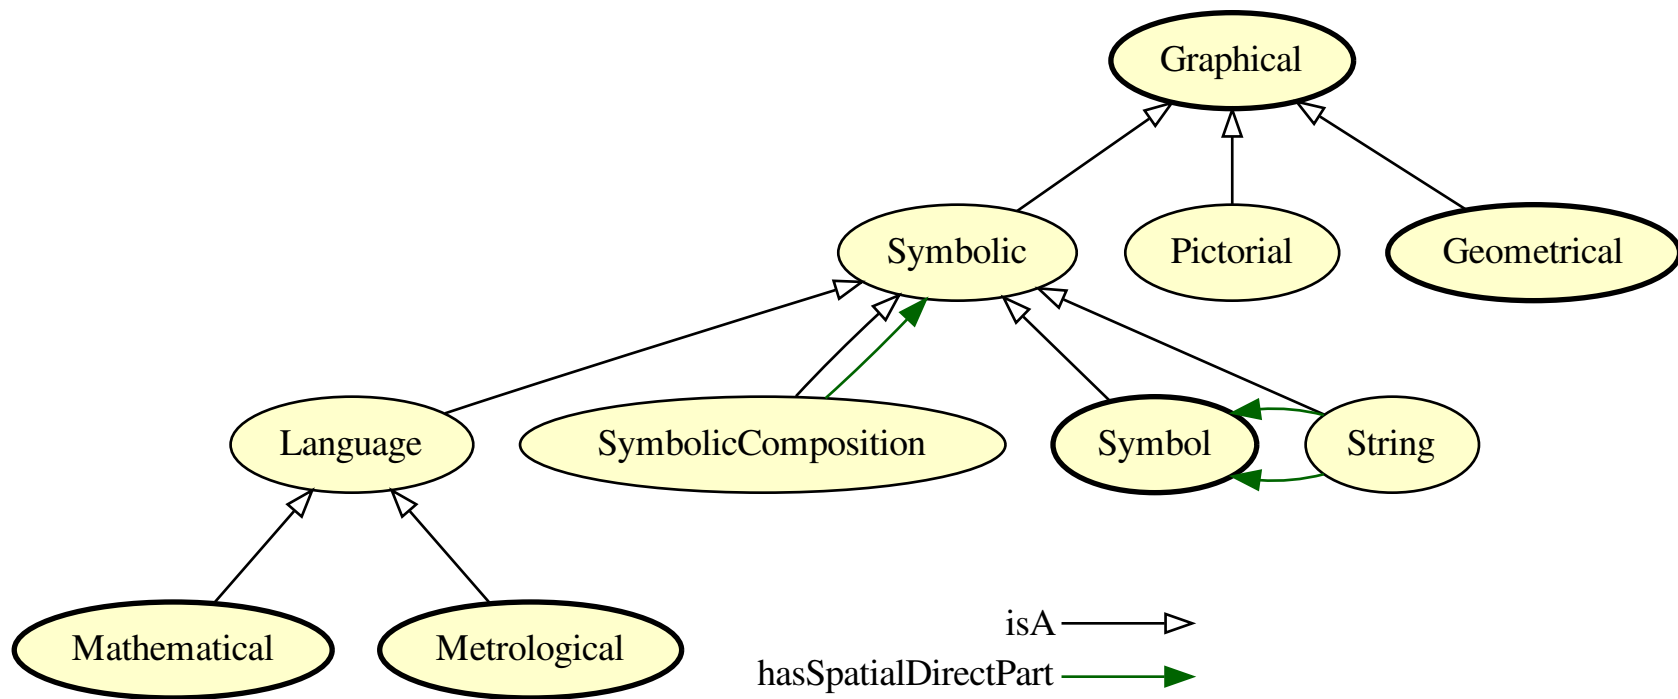 Graphical
Symbolic
Pictorial
Geometrical
Language
SymbolicComposition
Symbol
String
Mathematical
Metrological
isA
hasSpatialDirectPart